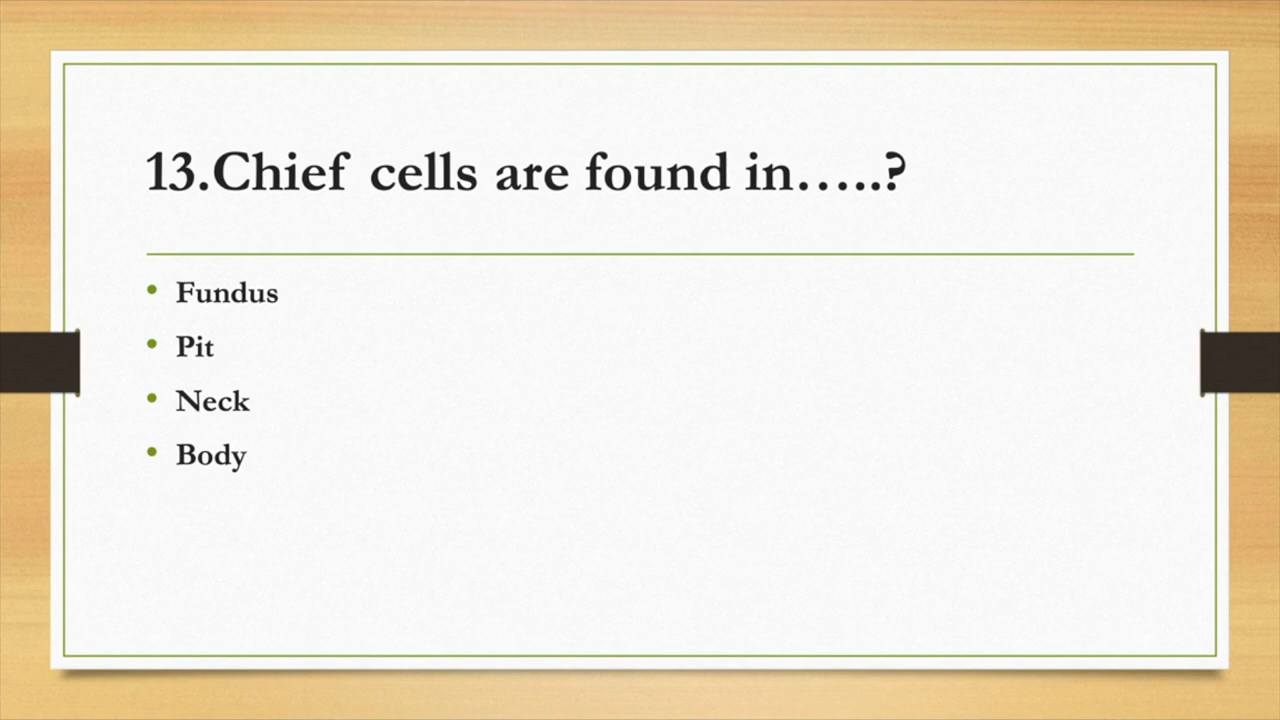 13.Chief cells are found in…..?
• Fundus
• Pit
• Neck
• Body